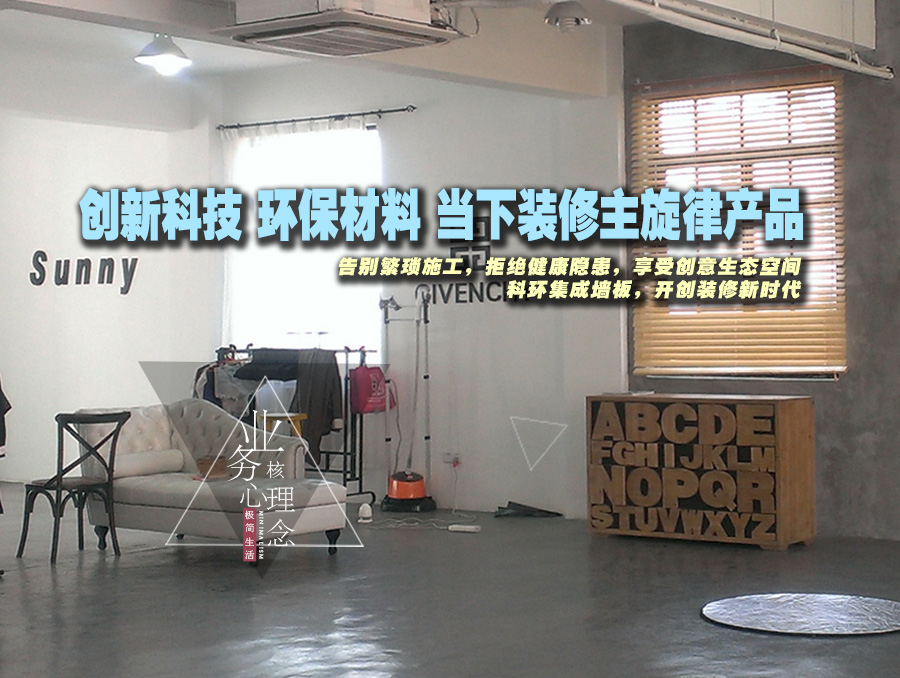 创新科技 环保材料 当下装修主旋律产品
告别繁琐施工，拒绝健康隐患，享受创意生态空间
科环集成墙板，开创装修新时代
Sunny
GIVENCH
业务核心理念
极简生活
MINIMALISM
ABCDE
FGHIJKLM
NOPQR
STUVWXYZ